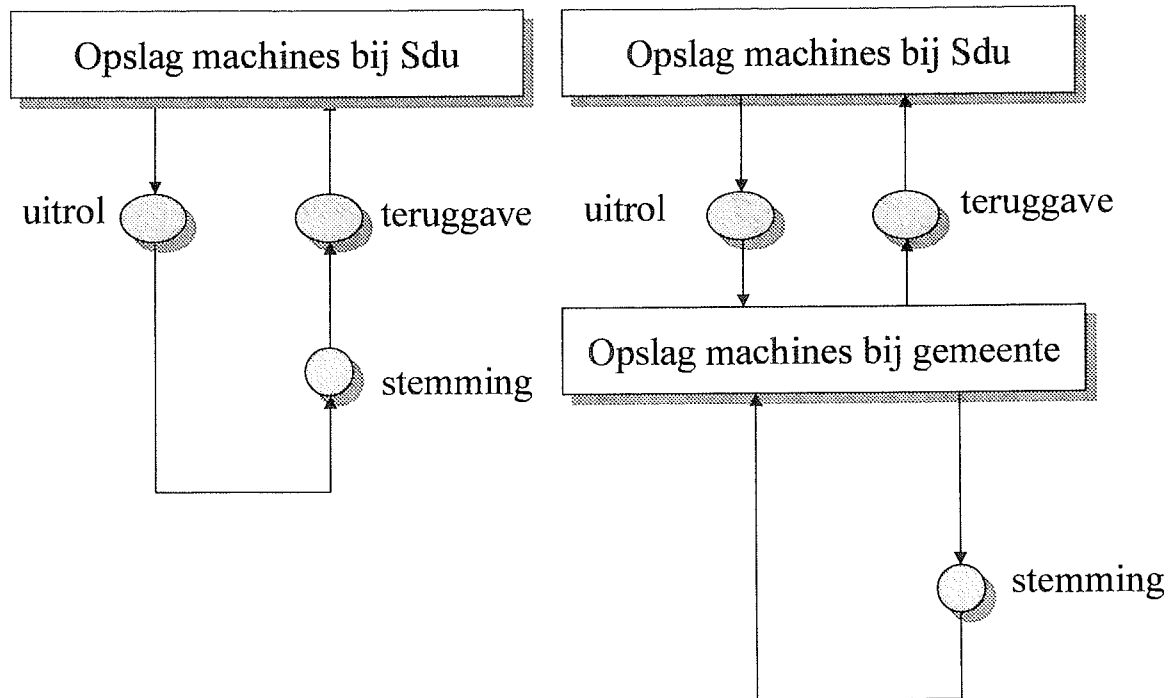 Opslag machines bij Sdu
uitrol
teruggave
stemming
Opslag machines bij Sdu
uitrol
teruggave
Opslag machines bij gemeente
stemming